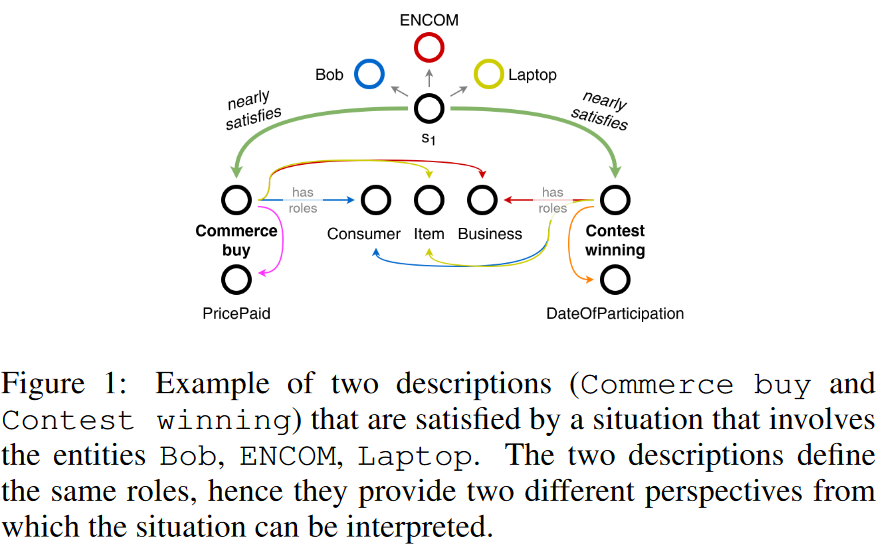 ENCOM
Bob
Laptop
nearly
satisfies
nearly
satisfies
s1
has
roles
has
roles
Commerce
buy
Consumer
Item
Business
Contest
winning
PricePaid
DateOfParticipation
Figure 1: Example of two descriptions (Commerce buy and
Contest winning) that are satisfied by a situation that involves
the entities Bob, ENCOM, Laptop. The two descriptions define
the same roles, hence they provide two different perspectives from
which the situation can be interpreted.